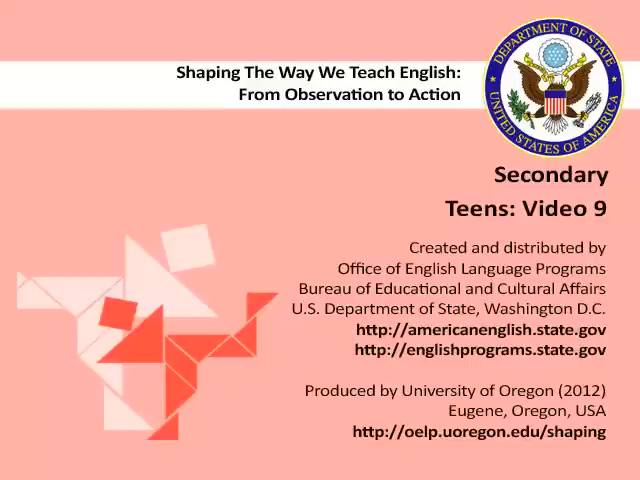 Shaping The Way We Teach English:
From Observation to Action
DEPARTMENT OF STATE
UNITED STATES OF AMERICA
Secondary
Teens: Video 9
Created and distributed by
Office of English Language Programs
Bureau of Educational and Cultural Affairs
U.S. Department of State, Washington D.C.
http://americanenglish.state.gov
http://englishprograms.state.gov
Produced by University of Oregon (2012)
Eugene, Oregon, USA
http://oelp.uoregon.edu/shaping